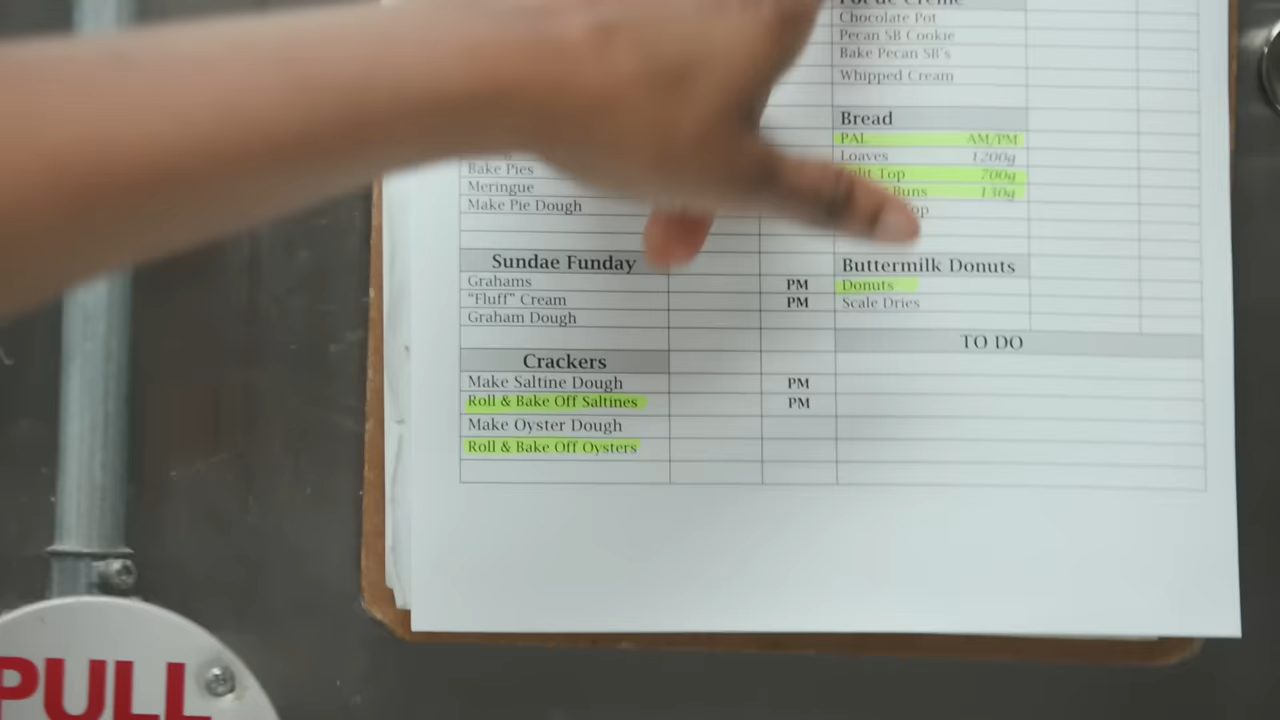 Chocolate Pot
Pecan SB Cookie
Bake Pecan SB's
Whipped Cream
Bread
PAL AM/PM
Loaves 1200g
Split Top 700g
Buns 130g
Bake Pies
Meringue
Make Pie Dough
Sundae Funday
Grahams PM
"Fluff" Cream PM
Graham Dough
Crackers
Make Saltine Dough PM
Roll & Bake Off Saltines PM
Make Oyster Dough
Roll & Bake Off Oysters
Buttermilk Donuts
Donuts
Scale Dries
TO DO
PULL